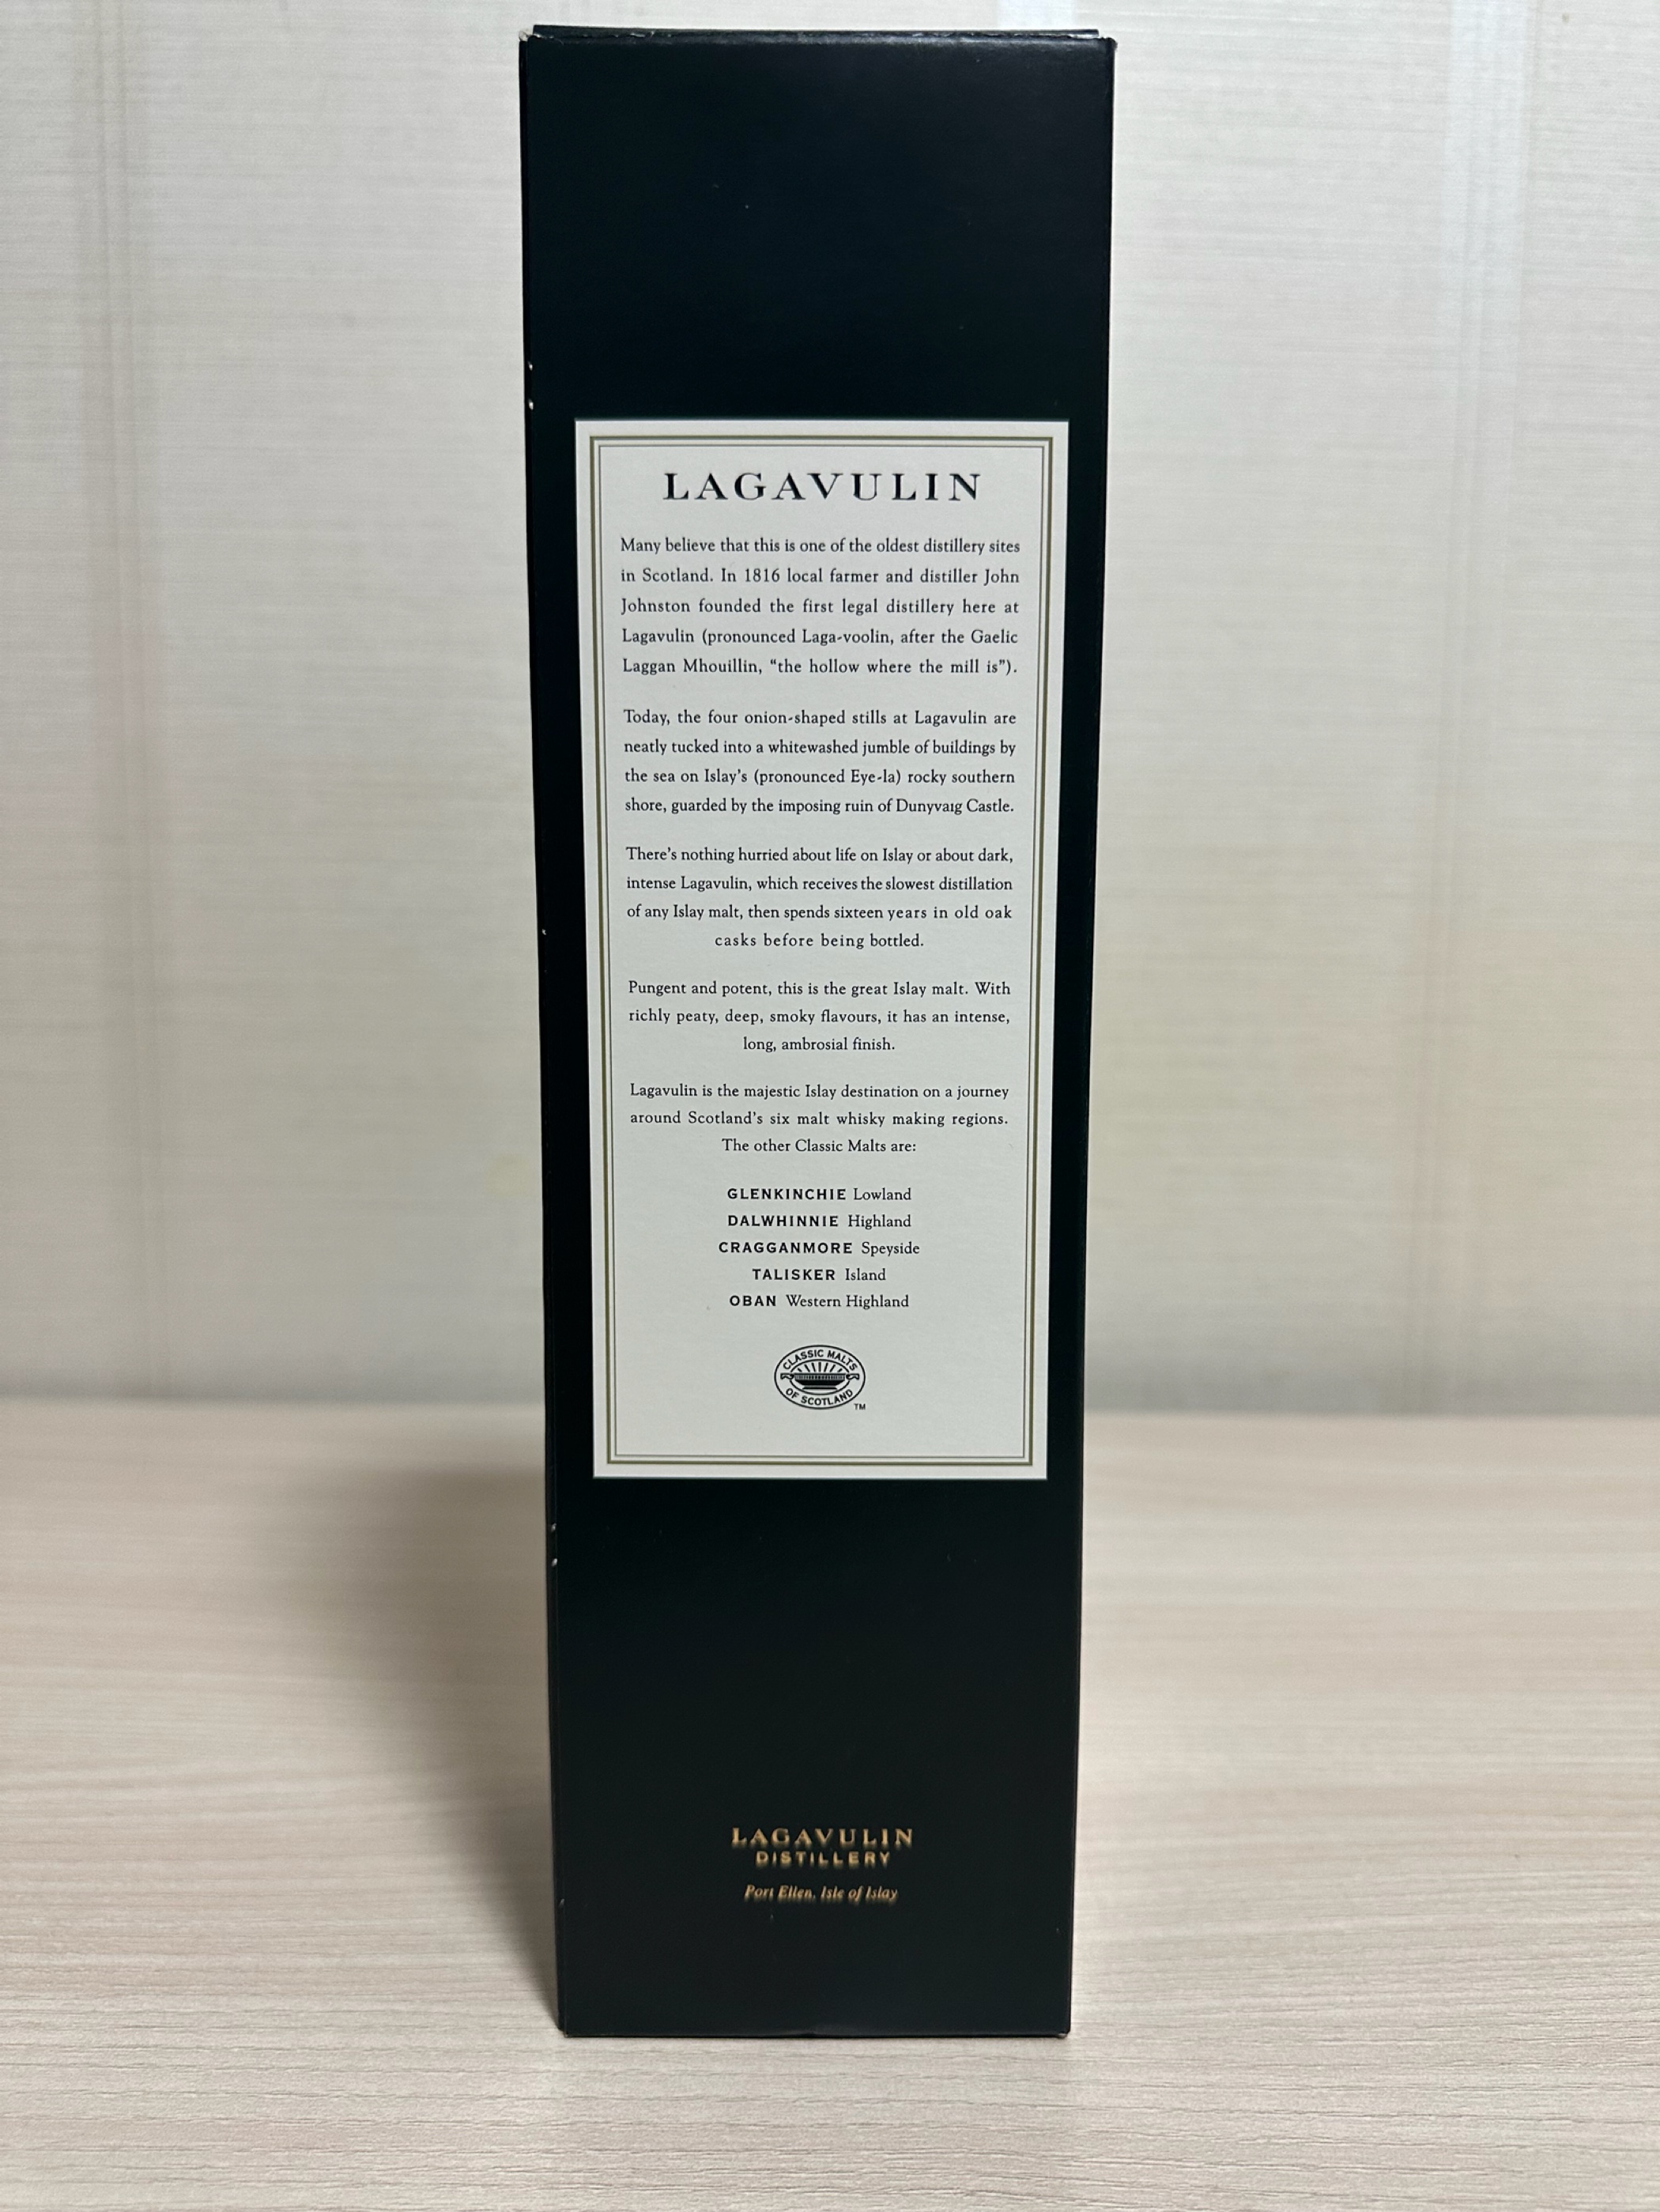 LAGAVULIN
Many believe that this is one of the oldest distillery sites
in Scotland. In 1816 local farmer and distiller John
Johnston founded the first legal distillery here at
Lagavulin (pronounced Laga-voolin, after the Gaelic
Laggan Mhouillin, “the hollow where the mill is”).
Today, the four onion-shaped stills at Lagavulin are
neatly tucked into a whitewashed jumble of buildings by
the sea on Islay’s (pronounced Eye-la) rocky southern
shore, guarded by the imposing ruin of Dunyvaig Castle.
There’s nothing hurried about life on Islay or about dark,
intense Lagavulin, which receives the slowest distillation
of any Islay malt, then spends sixteen years in old oak
casks before being bottled.
Pungent and potent, this is the great Islay malt. With
richly peaty, deep, smoky flavours, it has an intense,
long, ambrosial finish.
Lagavulin is the majestic Islay destination on a journey
around Scotland’s six malt whisky making regions.
The other Classic Malts are:
GLENKINCHIE Lowland
DALWHINNIE Highland
CRAGGANMORE Speyside
TALISKER Island
OBAN Western Highland
CLASSIC MALTS
OF SCOTLAND
TM
LAGAVULIN
DISTILLERY
Port Ellen, Isle of Islay